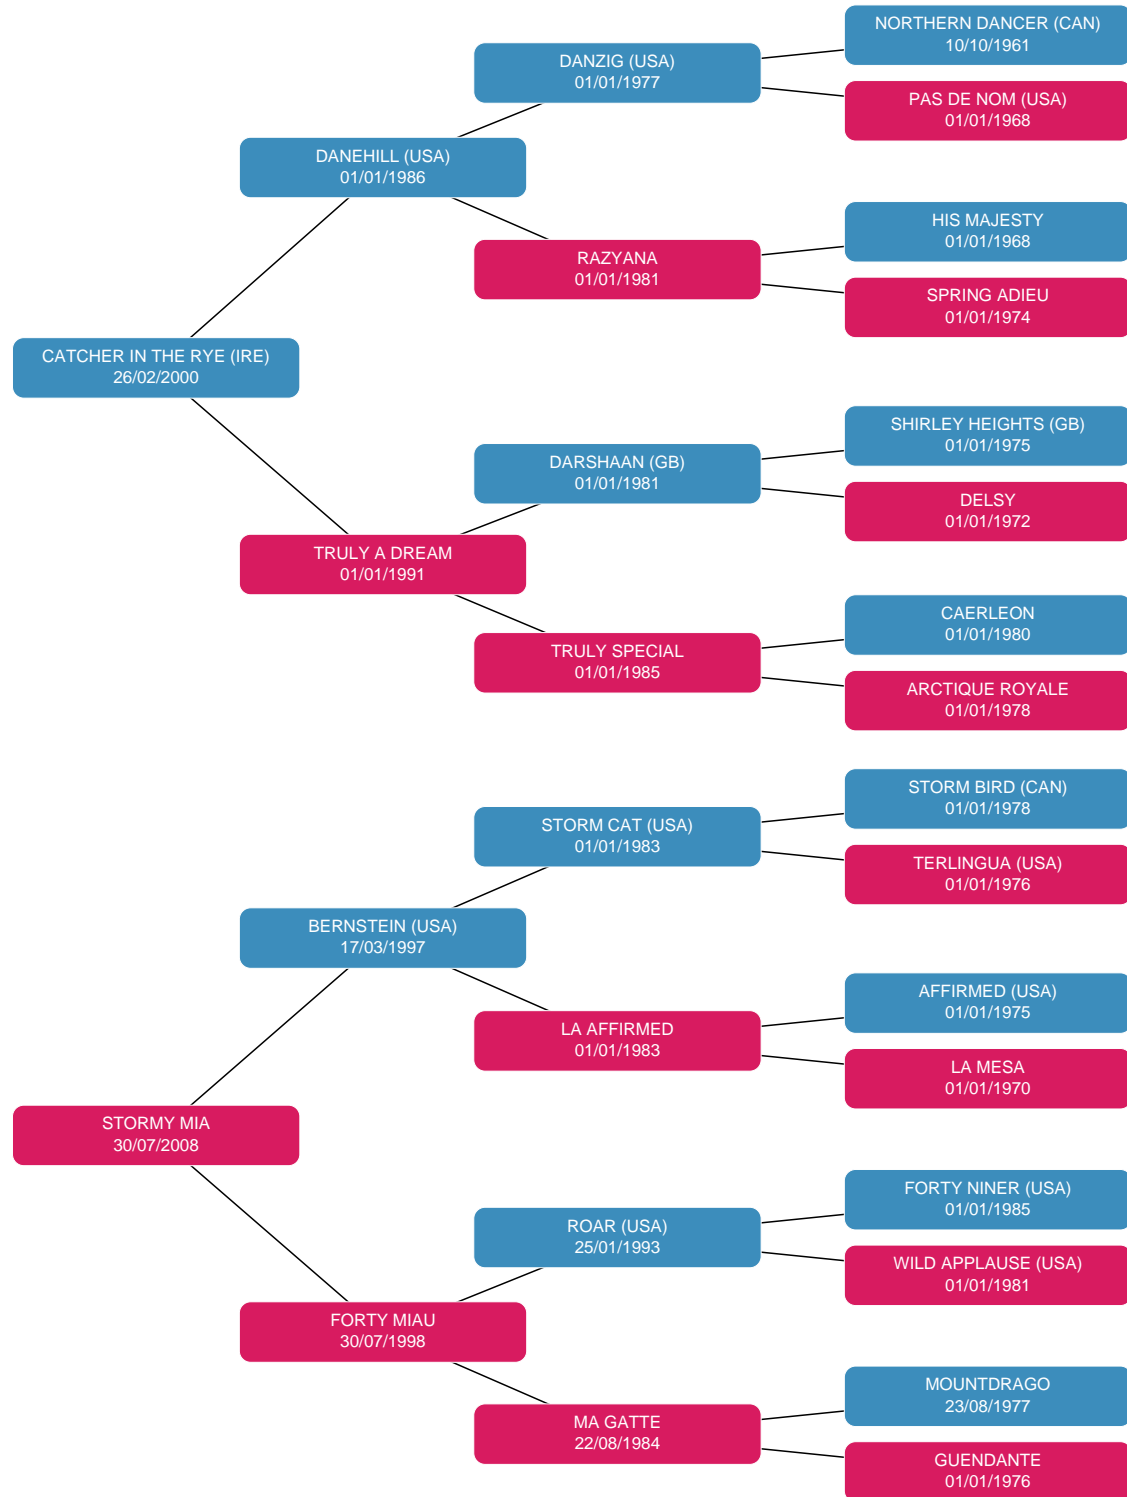 NORTHERN DANCER (CAN)
10/10/1961
DANZIG (USA)
01/01/1977
PAS DE NOM (USA)
01/01/1968
DANEHILL (USA)
01/01/1986
HIS MAJESTY
01/01/1968
RAZYANA
01/01/1981
SPRING ADIEU
01/01/1974
CATCHER IN THE RYE (IRE)
26/02/2000
SHIRLEY HEIGHTS (GB)
01/01/1975
DARSHAAN (GB)
01/01/1981
DELSY
01/01/1972
TRULY A DREAM
01/01/1991
CAERLEON
01/01/1980
TRULY SPECIAL
01/01/1985
ARCTIQUE ROYALE
01/01/1978
STORM BIRD (CAN)
01/01/1978
STORM CAT (USA)
01/01/1983
TERLINGUA (USA)
01/01/1976
BERNSTEIN (USA)
17/03/1997
AFFIRMED (USA)
01/01/1975
LA AFFIRMED
01/01/1983
LA MESA
01/01/1970
STORMY MIA
30/07/2008
FORTY NINER (USA)
01/01/1985
ROAR (USA)
25/01/1993
WILD APPLAUSE (USA)
01/01/1981
FORTY MIAU
30/07/1998
MOUNTDRAGO
23/08/1977
MA GATTE
22/08/1984
GUENDANTE
01/01/1976